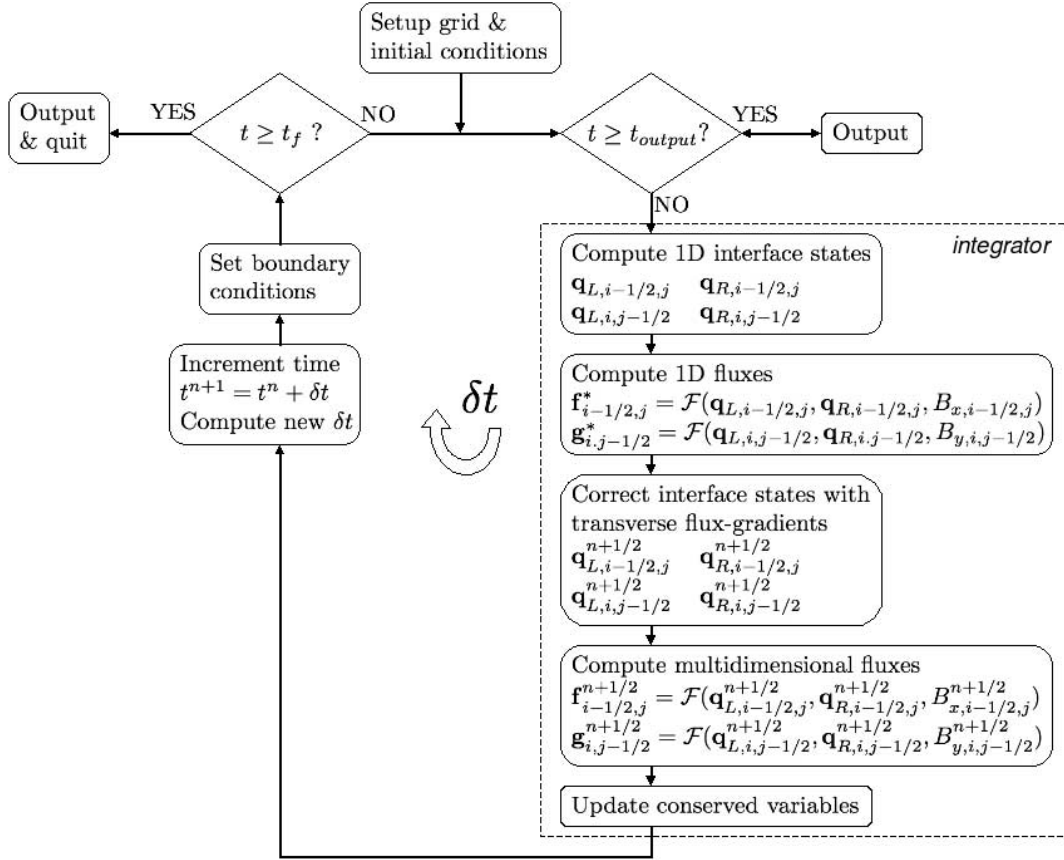 Setup grid &
initial conditions
Output
& quit
YES
t ≥ t_f ?
NO
t ≥ t_{output}?
YES
Output
NO
integrator
Compute 1D interface states
q_{L,i−1/2,j} q_{R,i−1/2,j}
q_{L,i,j−1/2} q_{R,i,j−1/2}
Compute 1D fluxes
f^*_{i−1/2,j} = F(q_{L,i−1/2,j}, q_{R,i−1/2,j}, B_{x,i−1/2,j})
g^*_{i.j−1/2} = F(q_{L,i,j−1/2}, q_{R,i.j−1/2}, B_{y,i,j−1/2})
Correct interface states with
transverse flux-gradients
q^{n+1/2}_{L,i−1/2,j} q^{n+1/2}_{R,i−1/2,j}
q^{n+1/2}_{L,i,j−1/2} q^{n+1/2}_{R,i,j−1/2}
Compute multidimensional fluxes
f^{n+1/2}_{i−1/2,j} = F(q^{n+1/2}_{L,i−1/2,j}, q^{n+1/2}_{R,i−1/2,j}, B^{n+1/2}_{x,i−1/2,j})
g^{n+1/2}_{i,j−1/2} = F(q^{n+1/2}_{L,i,j−1/2}, q^{n+1/2}_{R,i,j−1/2}, B^{n+1/2}_{y,i,j−1/2})
Update conserved variables
Set boundary
conditions
Increment time
t^{n+1} = t^n + δt
Compute new δt
δt